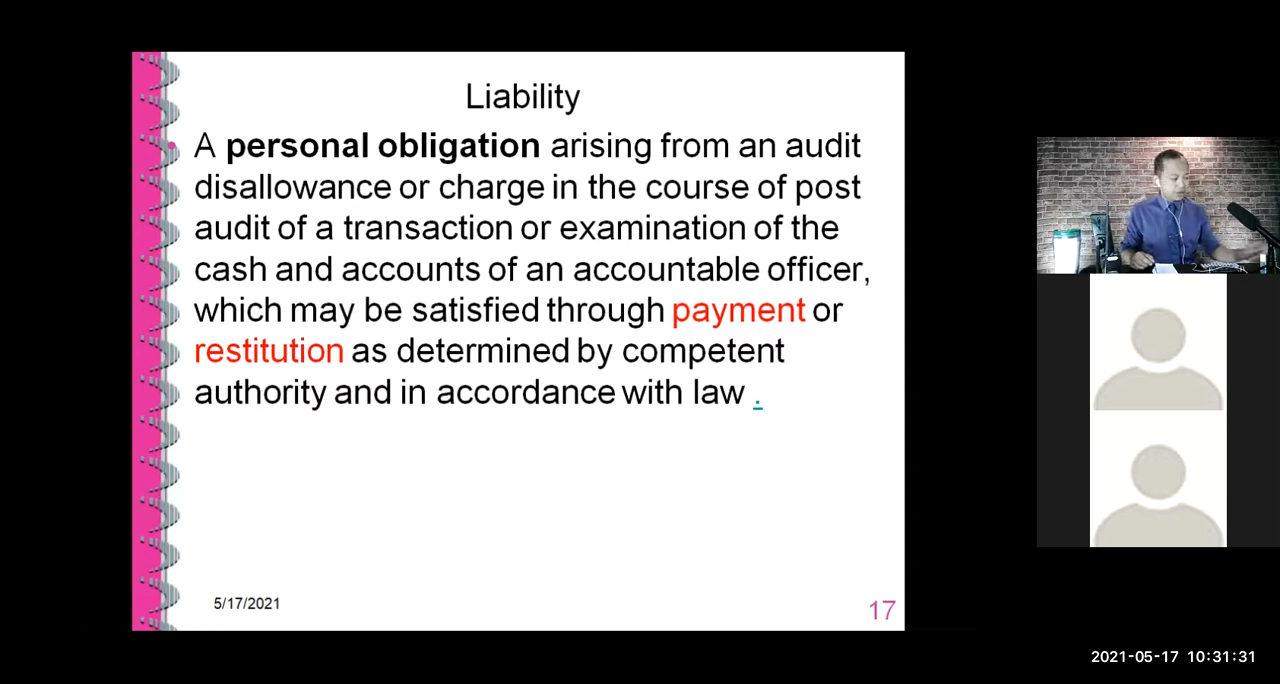 Liability
• A personal obligation arising from an audit
disallowance or charge in the course of post
audit of a transaction or examination of the
cash and accounts of an accountable officer,
which may be satisfied through payment or
restitution as determined by competent
authority and in accordance with law .
5/17/2021
17
2021-05-17 10:31:31